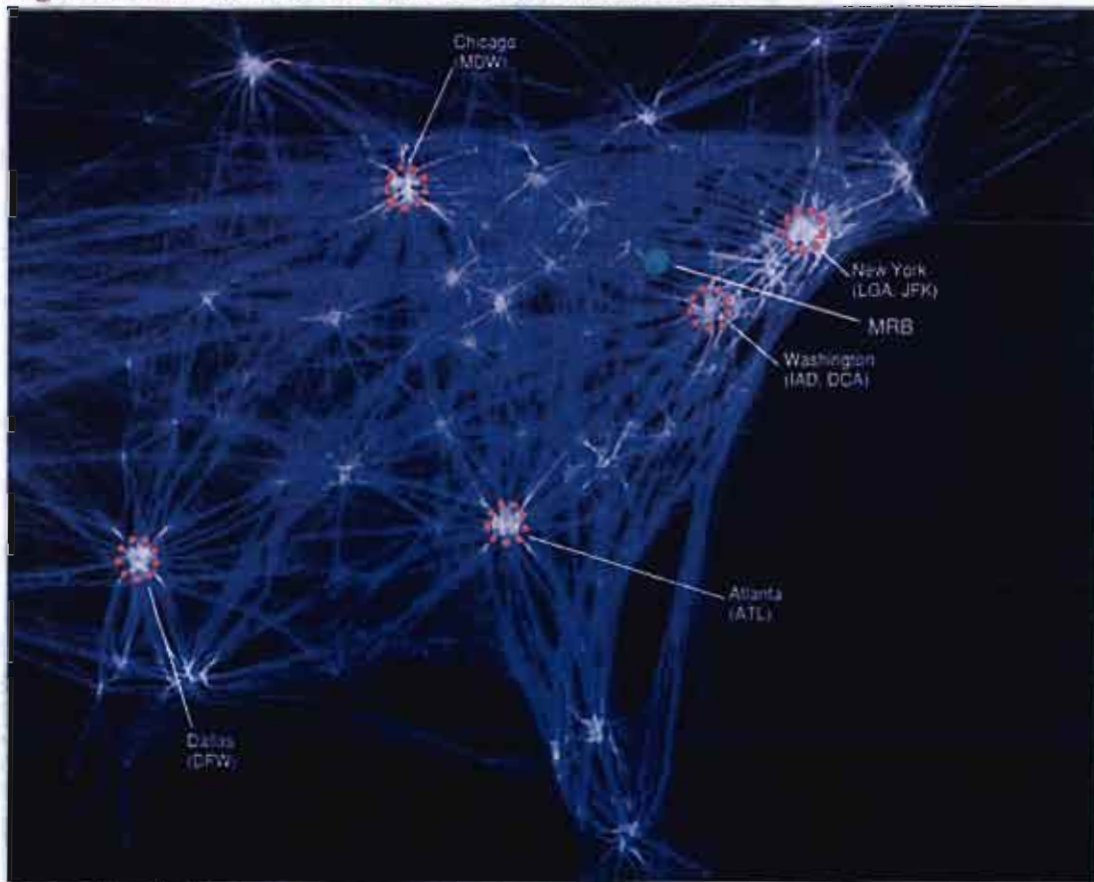 Chicago
(MDW)
New York
(LGA, JFK)
MRB
Washington
(IAD, DCA)
Atlanta
(ATL)
Dallas
(DFW)